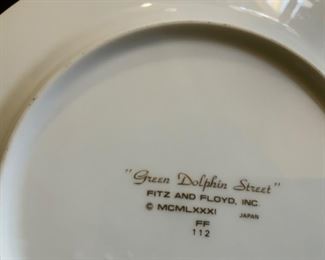 "Green Dolphin Street"
FITZ AND FLOYD, INC.
© MCMLXXXI JAPAN
FF
112